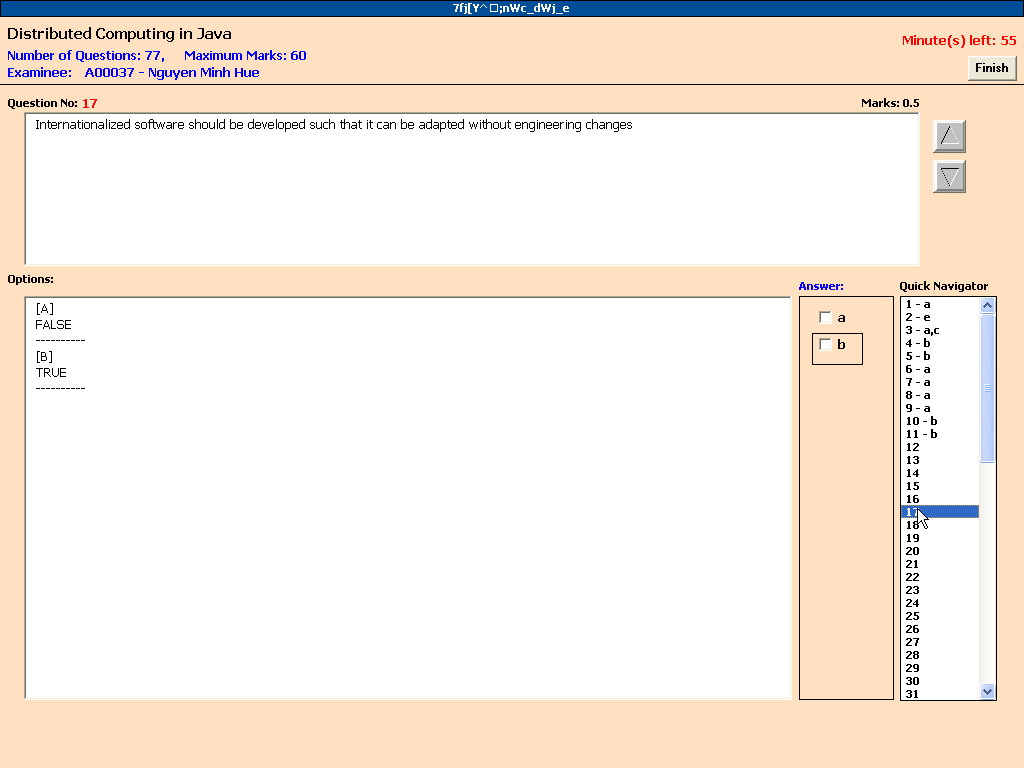 7fj[Y^ □;nWc_dWj_e
Distributed Computing in Java
Number of Questions: 77, Maximum Marks: 60
Minute(s) left: 55
Examinee: A00037 - Nguyen Minh Hue
Finish
Question No: 17
Marks: 0.5
Internationalized software should be developed such that it can be adapted without engineering changes
Options:
[A]
FALSE
----------
[B]
TRUE
----------
Answer:
a
b
Quick Navigator
1 - a
2 - e
3 - a,c
4 - b
5 - b
6 - a
7 - a
8 - a
9 - a
10 - b
11 - b
12
13
14
15
16
17
18
19
20
21
22
23
24
25
26
27
28
29
30
31